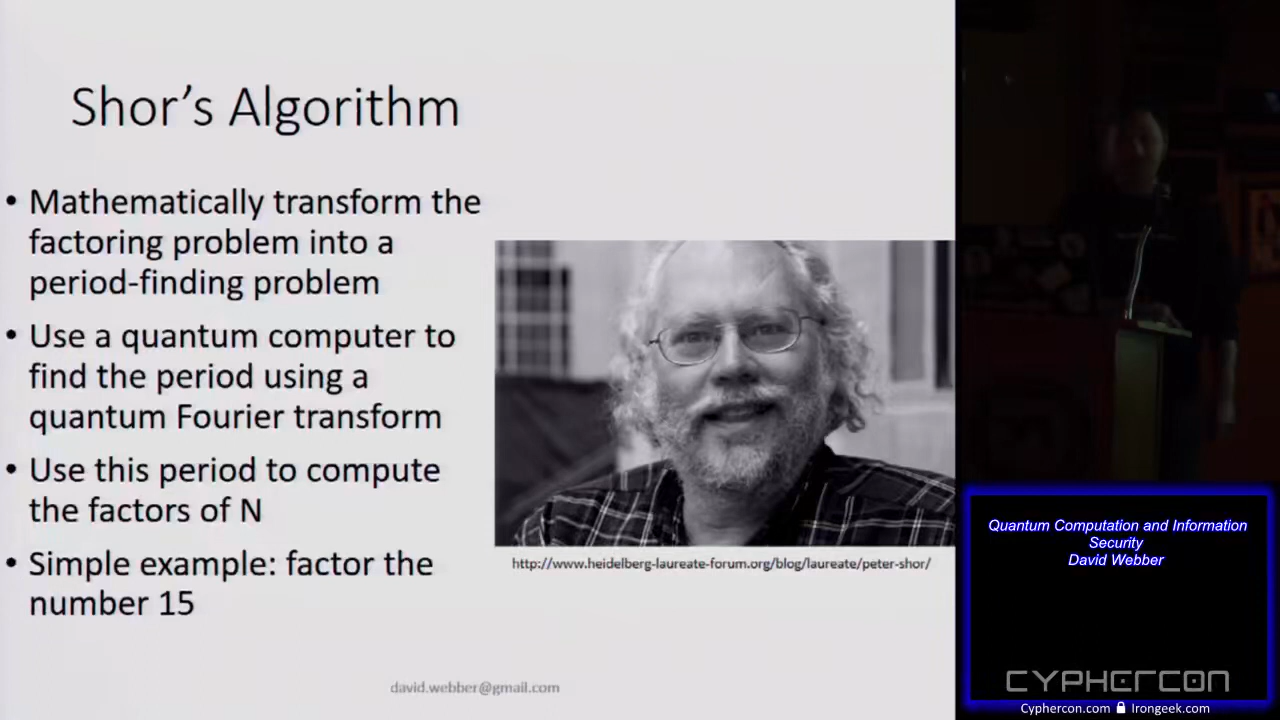 Shor's Algorithm
• Mathematically transform the
factoring problem into a
period-finding problem
• Use a quantum computer to
find the period using a
quantum Fourier transform
• Use this period to compute
the factors of N
• Simple example: factor the
number 15
http://www.heidelberg-laureate-forum.org/blog/laureate/peter-shor/
david.webber@gmail.com
Quantum Computation and Information
Security
David Webber
CYPHERCON
Cyphercon.com Irongeek.com